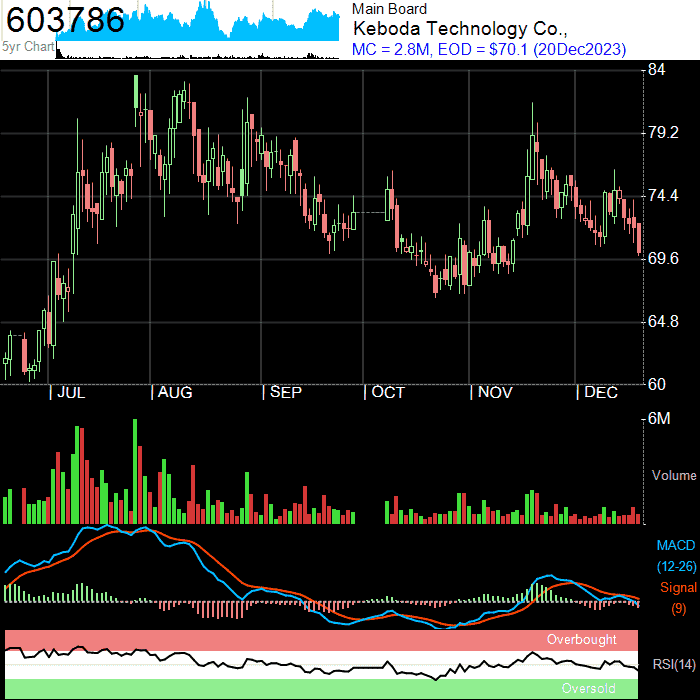 603786
5yr Chart
Main Board
Keboda Technology Co.,
MC = 2.8M, EOD = $70.1 (20Dec2023)
84
79.2
74.4
69.6
64.8
60
JUL
AUG
SEP
OCT
NOV
DEC
6M
Volume
MACD
(12-26)
Signal
(9)
Overbought
RSI(14)
Oversold